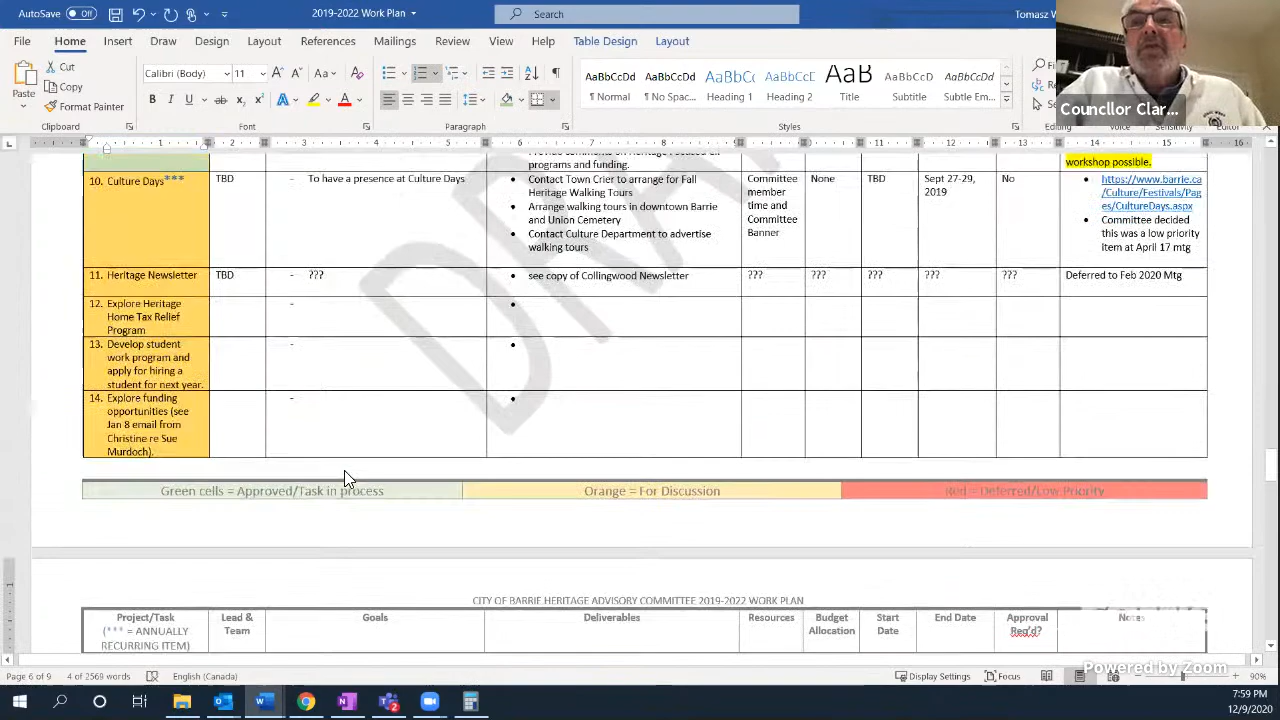 AutoSave Off 2019-2022 Work Plan Search Tomasz W
File Home Insert Draw Design Layout References Mailings Review View Help Table Design Layout
Cut
Copy
Format Painter
Paste
Calibri (Body) 11
AaBbCcDd AaBbCcDd AaBbCc AaBbCcDd AaB AaBbCcD AaBbCcDd
¶ Normal ¶ No Spac... Heading 1 Heading 2 Title Subtitle Subtle Em...
Clipboard Font Paragraph Styles Editing Voice Sensitivity Editor
Councllor Clar...
programs and funding.
workshop possible.
10. Culture Days*** TBD - To have a presence at Culture Days
• Contact Town Crier to arrange for Fall
Heritage Walking Tours
• Arrange walking tours in downtown Barrie
and Union Cemetery
• Contact Culture Department to advertise
walking tours
Committee
member
time and
Committee
Banner
None TBD Sept 27-29,
2019
No
• https://www.barrie.ca
/Culture/Festivals/Pag
es/CultureDays.aspx
• Committee decided
this was a low priority
item at April 17 mtg
11. Heritage Newsletter TBD - ??? • see copy of Collingwood Newsletter ??? ??? ??? ??? ??? Deferred to Feb 2020 Mtg
12. Explore Heritage
Home Tax Relief
Program
13. Develop student
work program and
apply for hiring a
student for next year.
14. Explore funding
opportunities (see
Jan 8 email from
Christine re Sue
Murdoch).
Green cells = Approved/Task in process Orange = For Discussion Red = Deferred/Low Priority
CITY OF BARRIE HERITAGE ADVISORY COMMITTEE 2019-2022 WORK PLAN
Project/Task
(*** = ANNUALLY
RECURRING ITEM)
Lead &
Team
Goals Deliverables Resources Budget
Allocation
Start
Date
End Date Approval
Req'd?
Notes
Powered by Zoom
Page 6 of 9 4 of 2569 words English (Canada) Display Settings Focus 90%
7:59 PM
12/9/2020